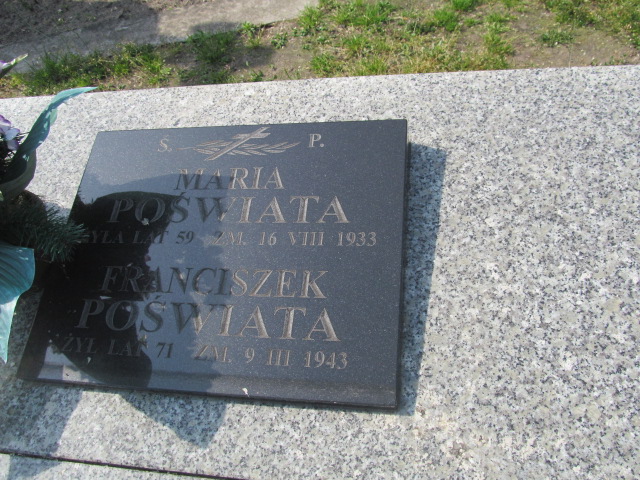 Ś. P.
MARIA
POŚWIATA
ŻYŁA LAT 59 ZM. 16 VIII 1933
FRANCISZEK
POŚWIATA
ŻYŁ LAT 71 ZM. 9 III 1943